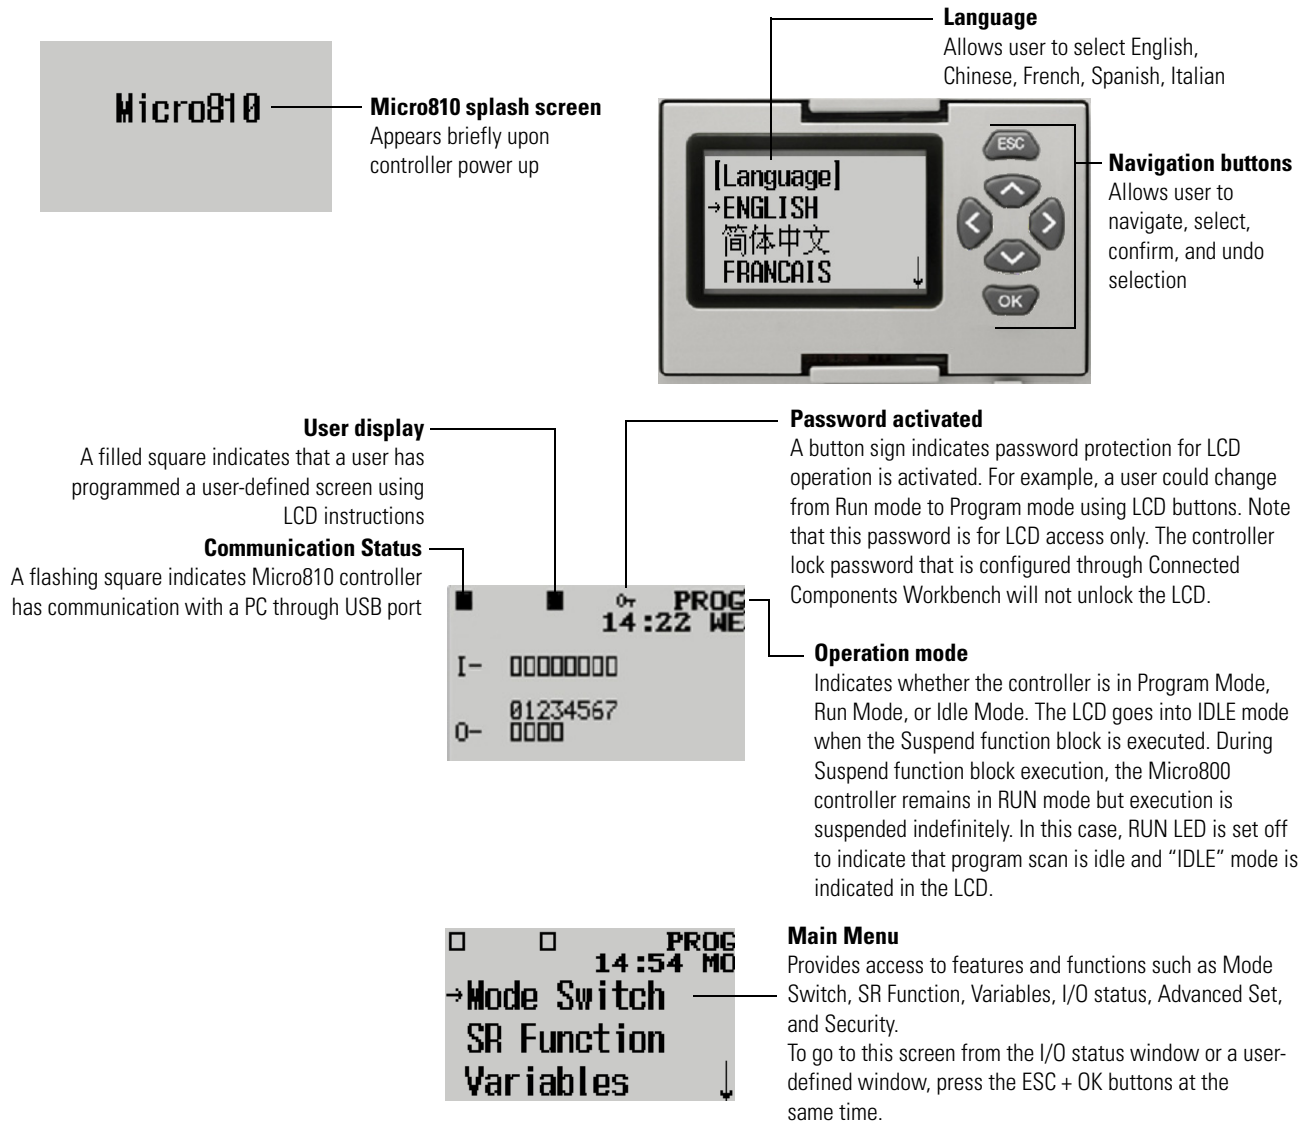 Micro810
Micro810 splash screen
Appears briefly upon
controller power up
Language
Allows user to select English,
Chinese, French, Spanish, Italian
[Language]
→ENGLISH
简体中文
FRANCAIS
ESC
OK
Navigation buttons
Allows user to
navigate, select,
confirm, and undo
selection
User display
A filled square indicates that a user has
programmed a user-defined screen using
LCD instructions
Communication Status
A flashing square indicates Micro810 controller
has communication with a PC through USB port
PROG
14:22 WE
I-
01234567
O-
Password activated
A button sign indicates password protection for LCD
operation is activated. For example, a user could change
from Run mode to Program mode using LCD buttons. Note
that this password is for LCD access only. The controller
lock password that is configured through Connected
Components Workbench will not unlock the LCD.
Operation mode
Indicates whether the controller is in Program Mode,
Run Mode, or Idle Mode. The LCD goes into IDLE mode
when the Suspend function block is executed. During
Suspend function block execution, the Micro800
controller remains in RUN mode but execution is
suspended indefinitely. In this case, RUN LED is set off
to indicate that program scan is idle and “IDLE” mode is
indicated in the LCD.
PROG
14:54 MO
→Mode Switch
SR Function
Variables
Main Menu
Provides access to features and functions such as Mode
Switch, SR Function, Variables, I/O status, Advanced Set,
and Security.
To go to this screen from the I/O status window or a user-
defined window, press the ESC + OK buttons at the
same time.